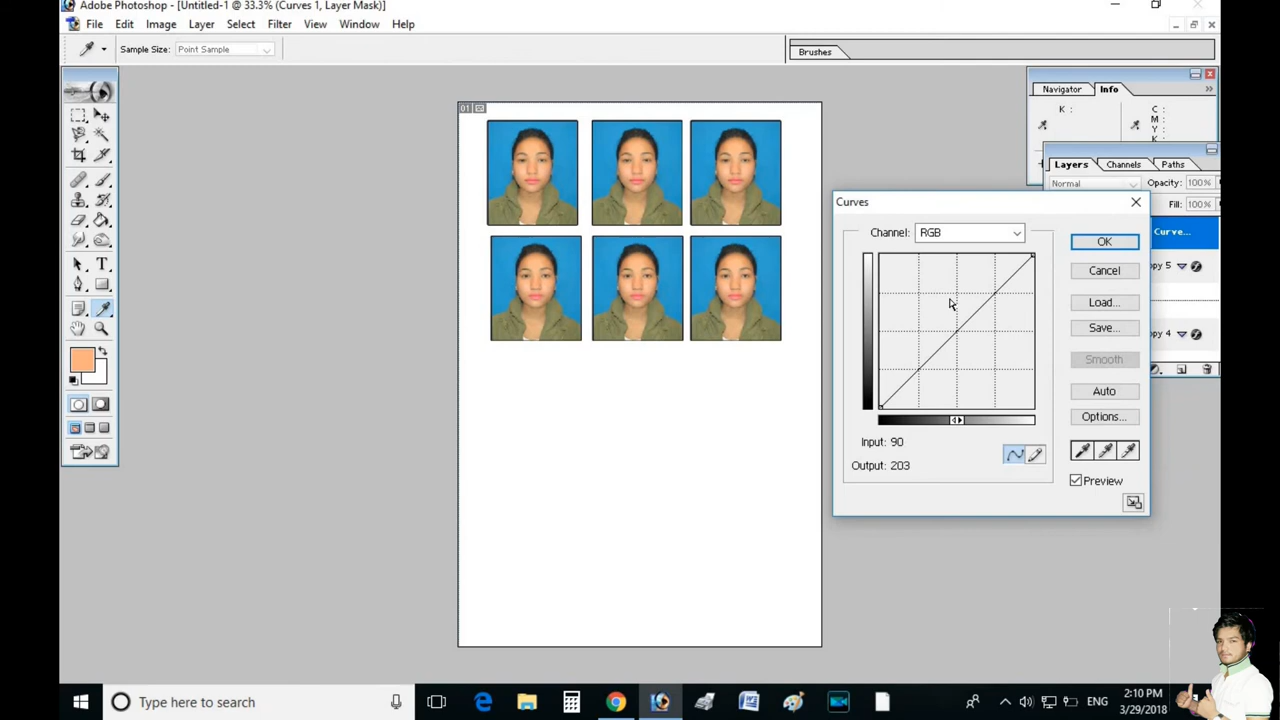 Adobe Photoshop - [Untitled-1 @ 33.3% (Curves 1, Layer Mask)]
File Edit Image Layer Select Filter View Window Help
Sample Size: Point Sample
Brushes
Navigator Info
K : C :
M :
Y :
K :
01
Layers Channels Paths
Normal Opacity: 100%
Fill: 100%
Curve...
opy 5
opy 4
Curves
Channel: RGB
OK
Cancel
Load...
Save...
Smooth
Auto
Options...
Input: 90
Output: 203
Preview
T
Type here to search
ENG
2:10 PM
3/29/2018